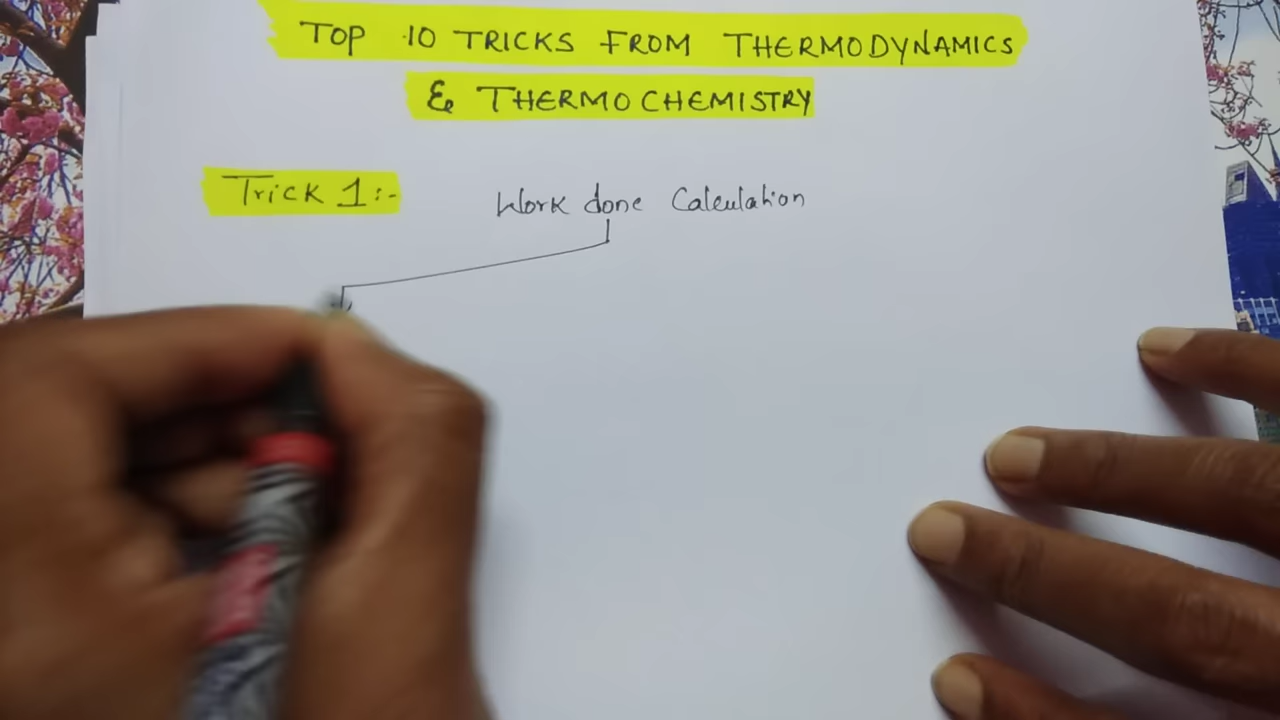 TOP 10 TRICKS FROM THERMODYNAMICS
& THERMOCHEMISTRY
Trick 1:-
Work done Calculation